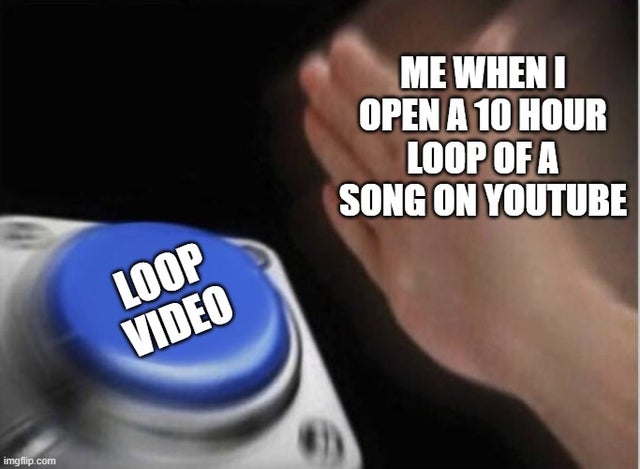 ME WHEN I
OPEN A 10 HOUR
LOOP OF A
SONG ON YOUTUBE
LOOP
VIDEO
imgflip.com